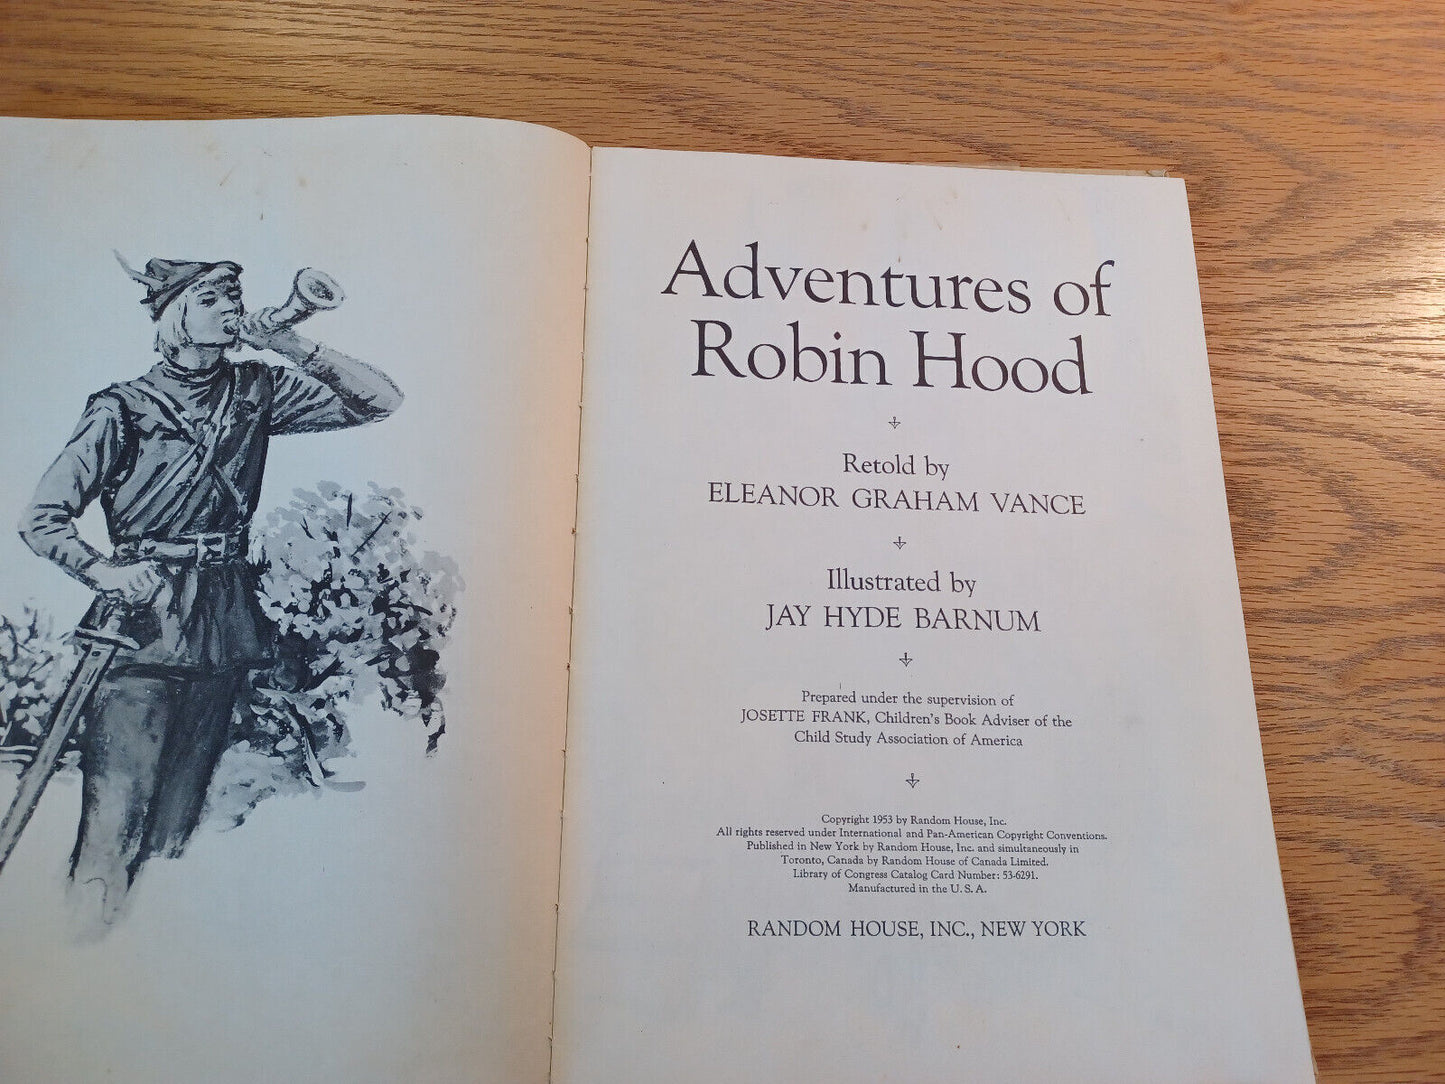 Adventures of
Robin Hood
Retold by
ELEANOR GRAHAM VANCE
Illustrated by
JAY HYDE BARNUM
Prepared under the supervision of
JOSETTE FRANK, Children's Book Adviser of the
Child Study Association of America
Copyright 1953 by Random House, Inc.
All rights reserved under International and Pan-American Copyright Conventions.
Published in New York by Random House, Inc. and simultaneously in
Toronto, Canada by Random House of Canada Limited.
Library of Congress Catalog Card Number: 53-6291.
Manufactured in the U. S. A.
RANDOM HOUSE, INC., NEW YORK